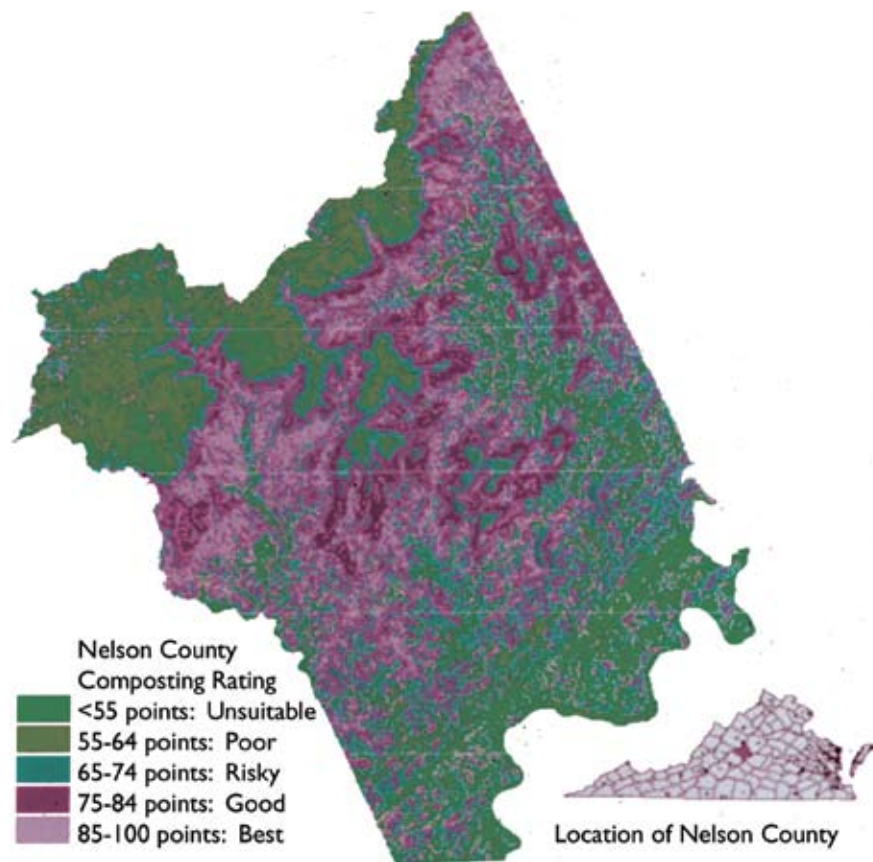 Nelson County
Composting Rating
<55 points: Unsuitable
55-64 points: Poor
65-74 points: Risky
75-84 points: Good
85-100 points: Best
Location of Nelson County